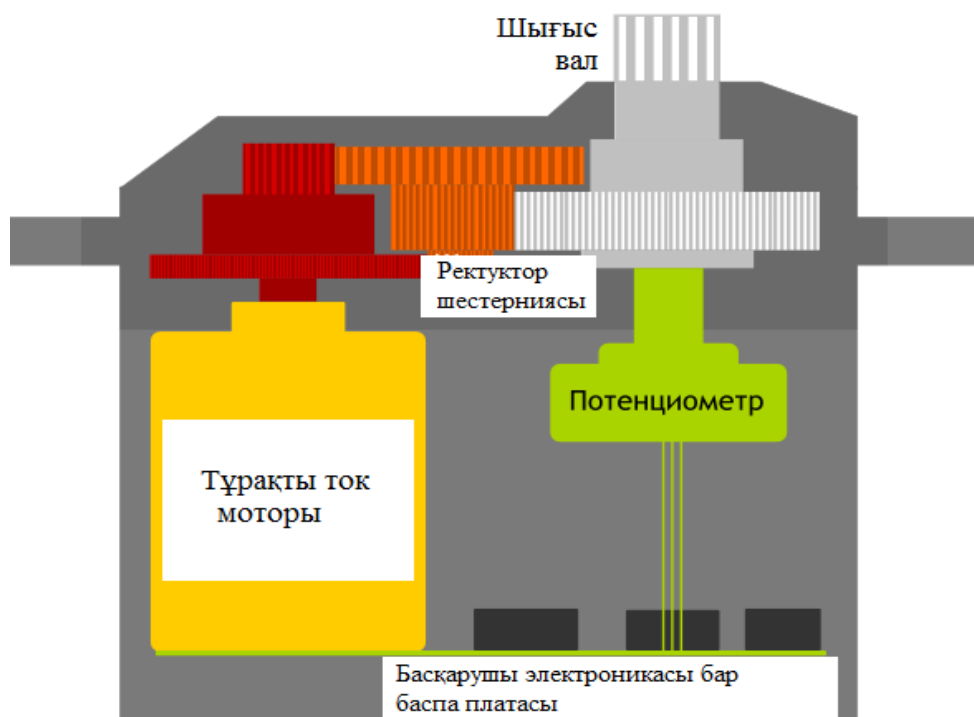 Шығыс
вал
Ректуктор
шестерниясы
Потенциометр
Тұрақты ток
моторы
Басқарушы электроникасы бар
баспа платасы